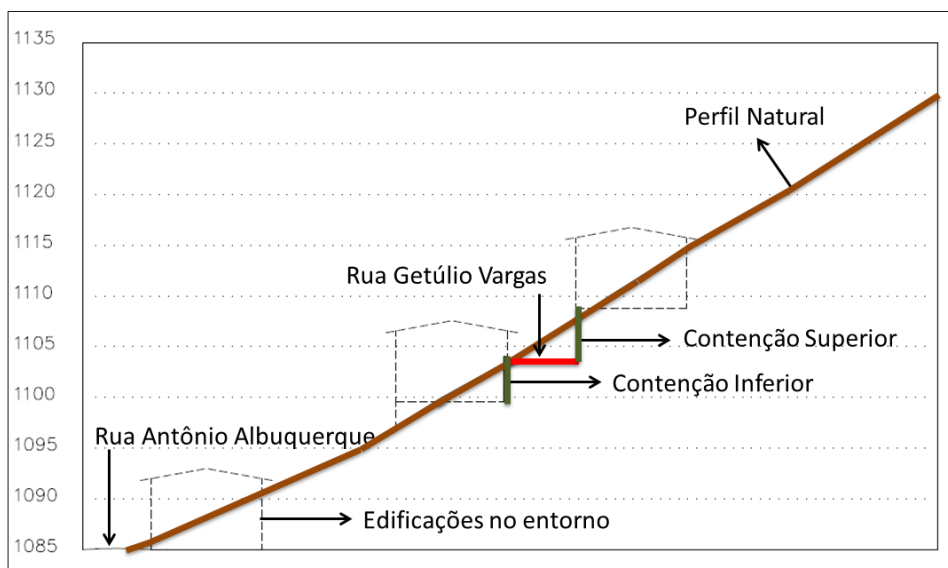 1135
1130
Perfil Natural
1125
1120
1115
Rua Getúlio Vargas
1110
1105
Contenção Superior
Contenção Inferior
1100
Rua Antônio Albuquerque
1095
1090
Edificações no entorno
1085